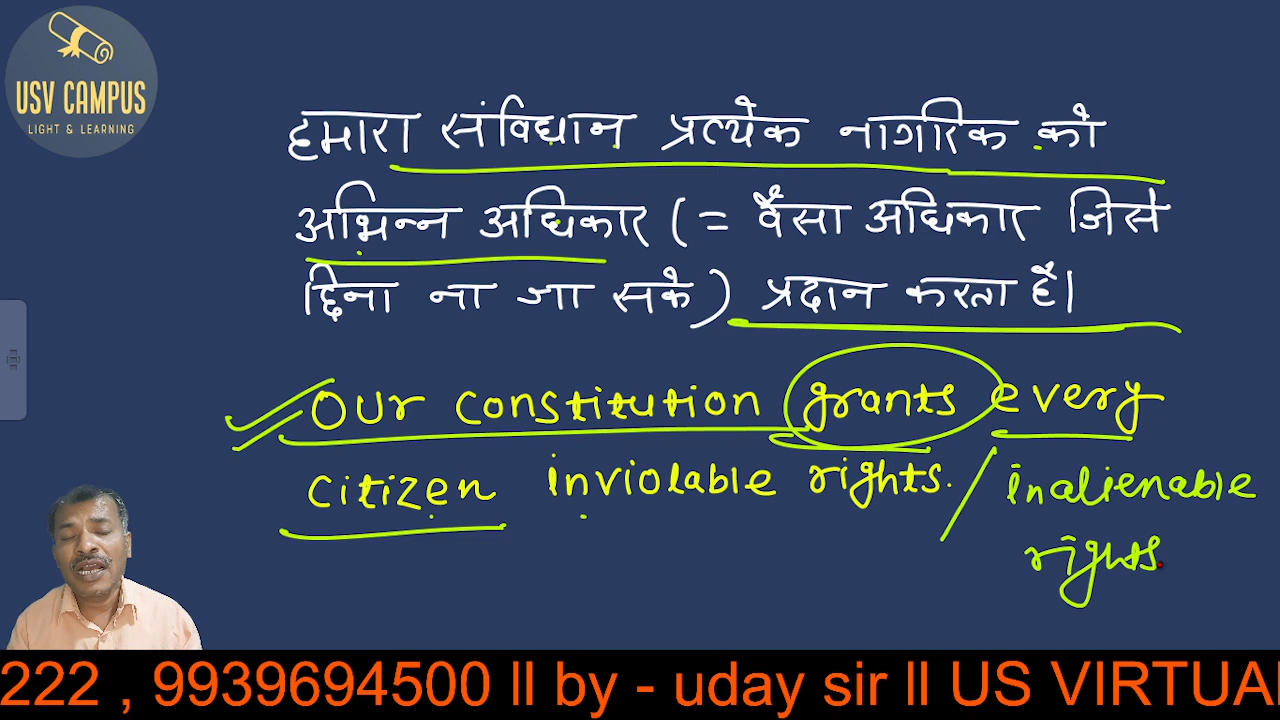 USV CAMPUS
LIGHT & LEARNING
हमारा संविधान प्रत्येक नागरिक को
अभिन्न अधिकार (= वैसा अधिकार जिसे
छिना ना जा सके) प्रदान करता है।
Our constitution grants every
citizen inviolable rights. / inalienable
rights.
222 , 9939694500 ll by - uday sir ll US VIRTUAL